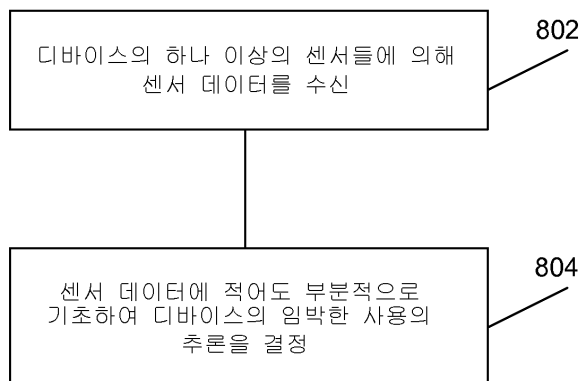 디바이스의 하나 이상의 센서들에 의해
센서 데이터를 수신
802
센서 데이터에 적어도 부분적으로
기초하여 디바이스의 임박한 사용의
추론을 결정
804